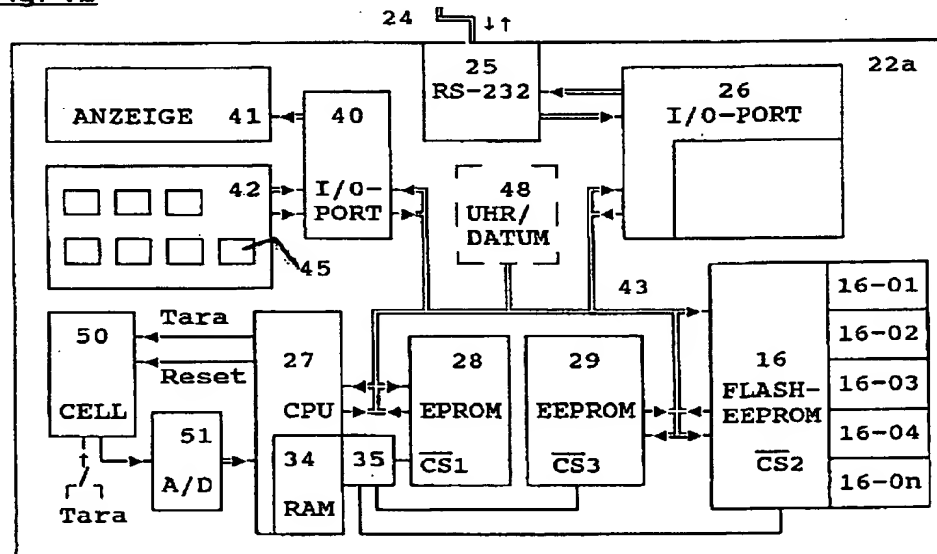 24 ↓↑
22a
25
RS-232
26
I/O-PORT
ANZEIGE 41
40
I/O-
PORT
42
45
48
UHR/
DATUM
43
50
CELL
Tara
Reset
27
CPU
28
EPROM
CS1
29
EEPROM
CS3
16
FLASH-
EEPROM
CS2
16-01
16-02
16-03
16-04
16-0n
51
A/D
34
RAM
35
Tara